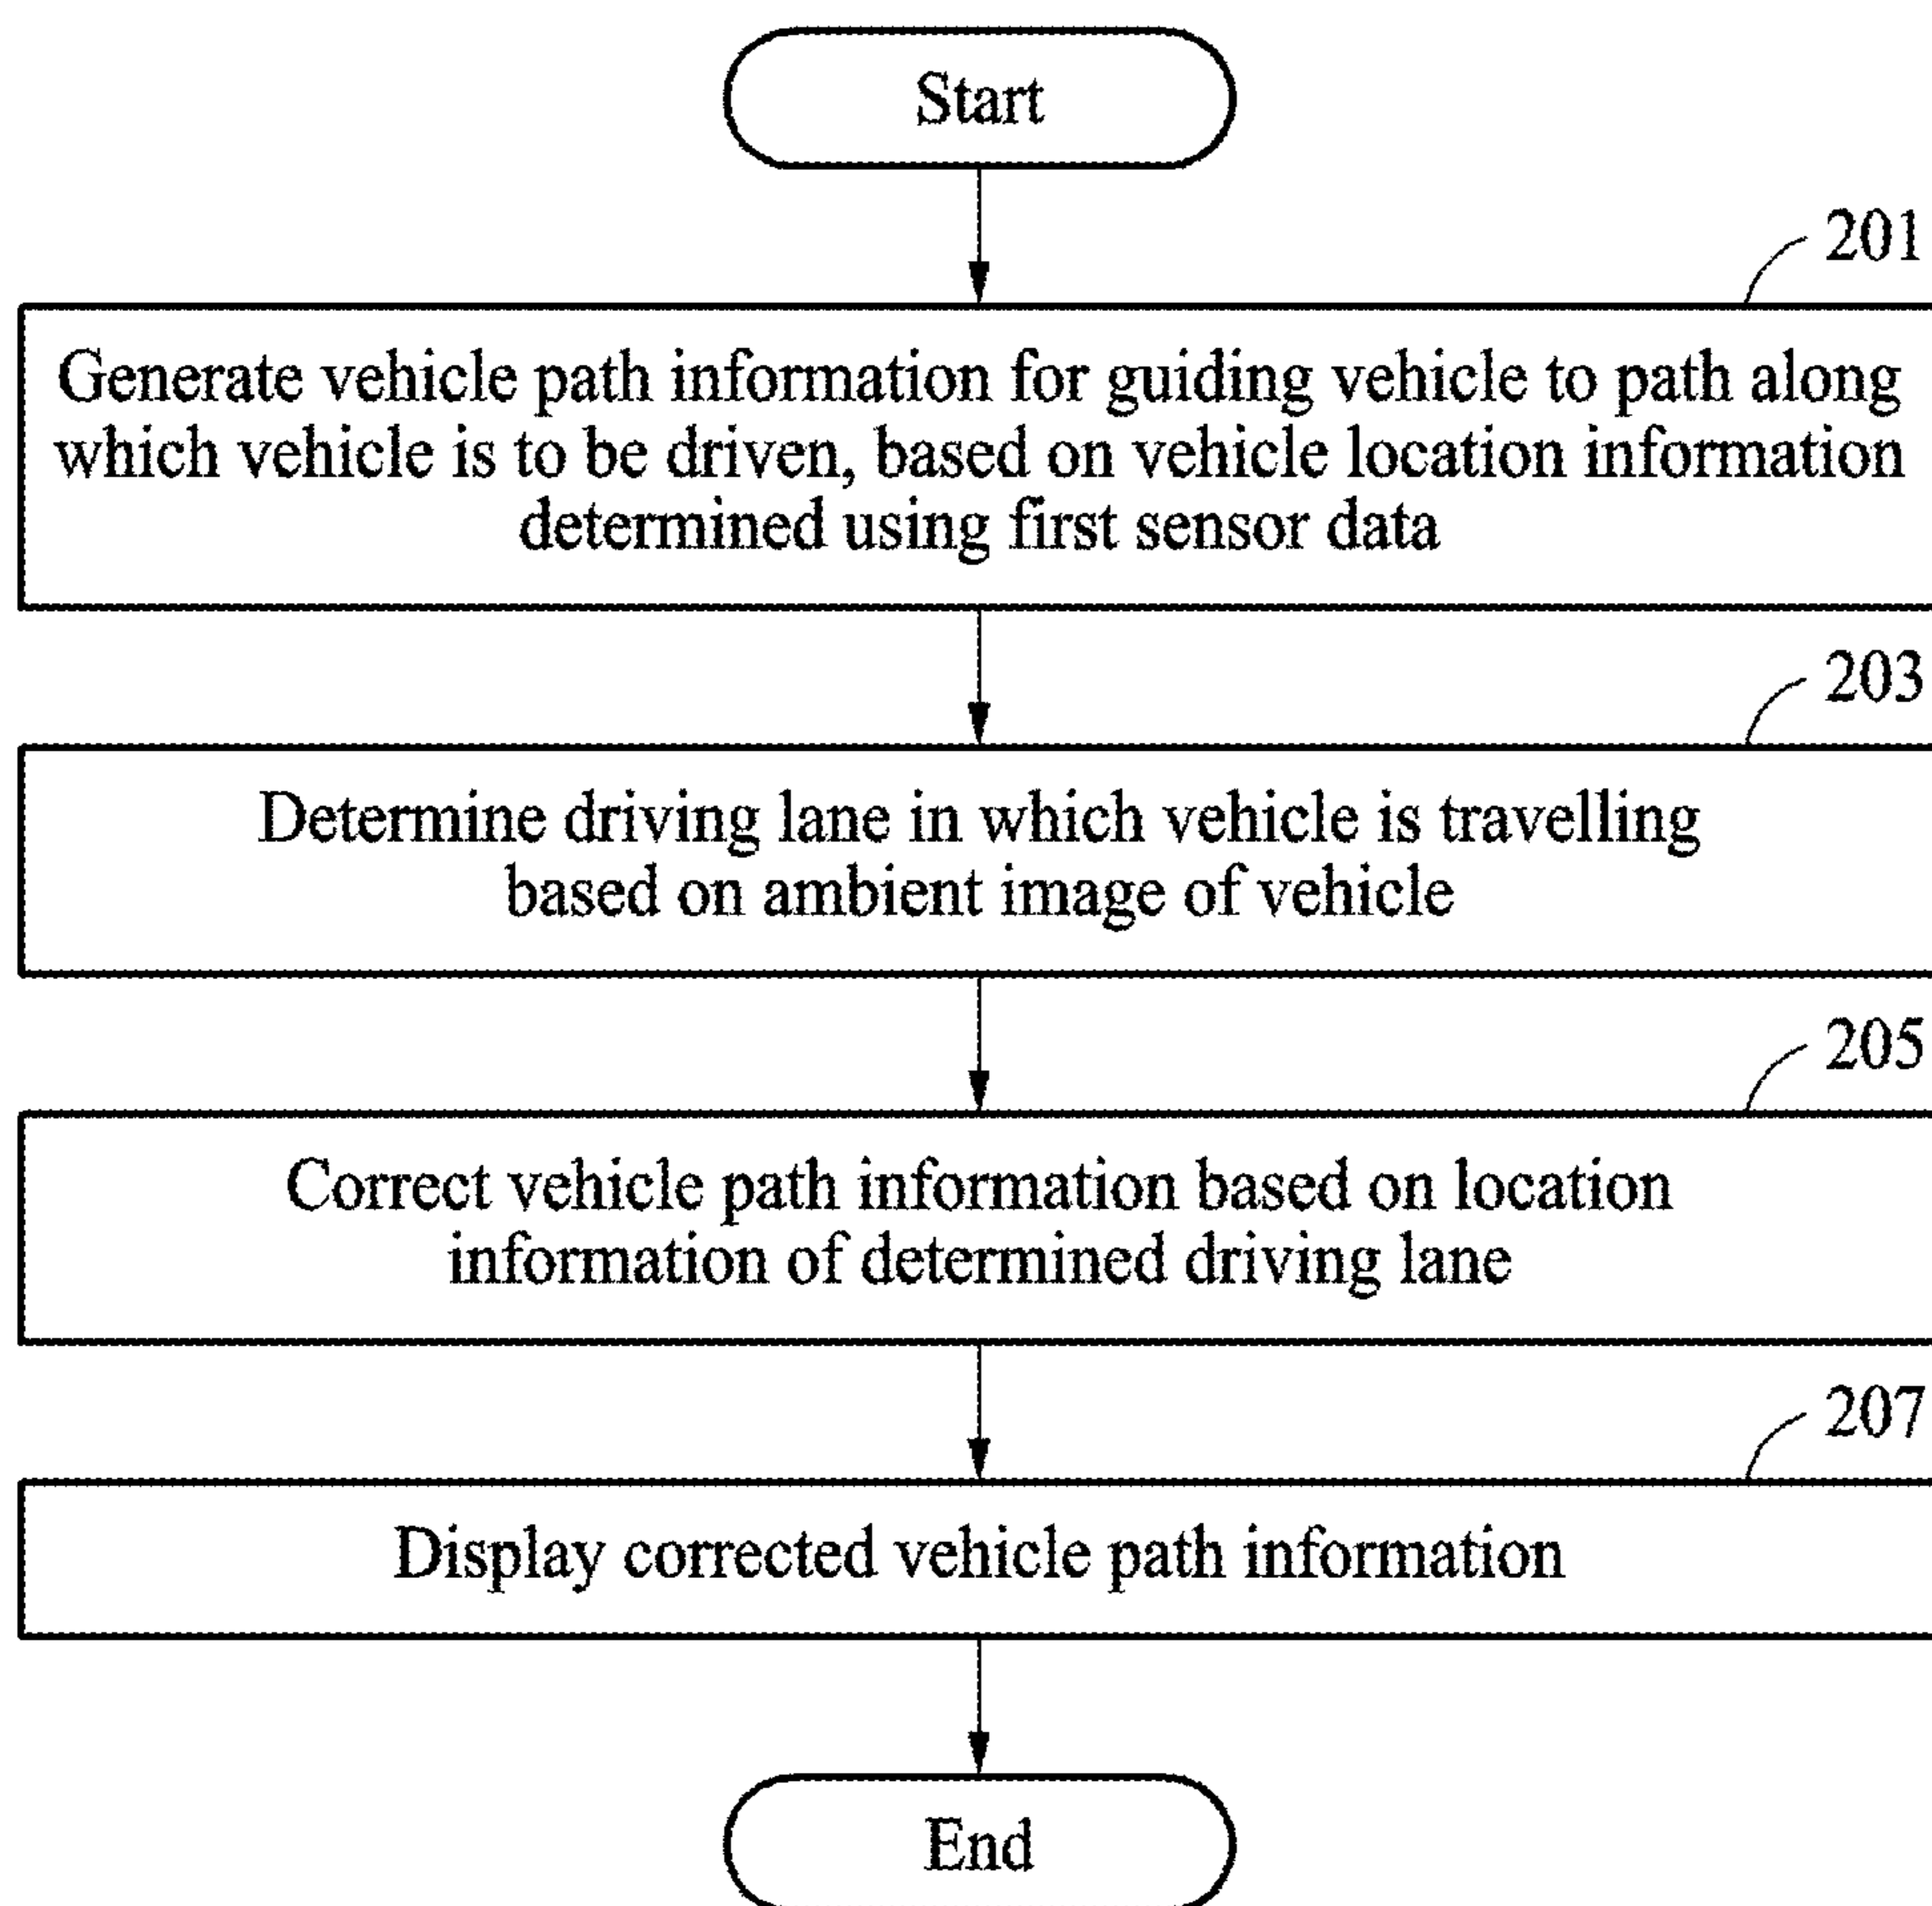 Start
201
Generate vehicle path information for guiding vehicle to path along
which vehicle is to be driven, based on vehicle location information
determined using first sensor data
203
Determine driving lane in which vehicle is travelling
based on ambient image of vehicle
205
Correct vehicle path information based on location
information of determined driving lane
207
Display corrected vehicle path information
End